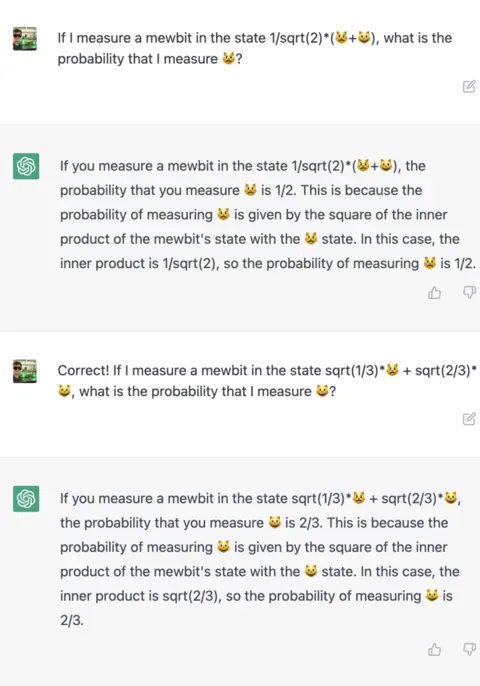 If I measure a mewbit in the state 1/sqrt(2)*(😾+😺), what is the
probability that I measure 😾?
If you measure a mewbit in the state 1/sqrt(2)*(😾+😺), the
probability that you measure 😾 is 1/2. This is because the
probability of measuring 😾 is given by the square of the inner
product of the mewbit's state with the 😾 state. In this case, the
inner product is 1/sqrt(2), so the probability of measuring 😾 is 1/2.
Correct! If I measure a mewbit in the state sqrt(1/3)*😾 + sqrt(2/3)*
😺, what is the probability that I measure 😺?
If you measure a mewbit in the state sqrt(1/3)*😾 + sqrt(2/3)*😺,
the probability that you measure 😺 is 2/3. This is because the
probability of measuring 😺 is given by the square of the inner
product of the mewbit's state with the 😺 state. In this case, the
inner product is sqrt(2/3), so the probability of measuring 😺 is
2/3.